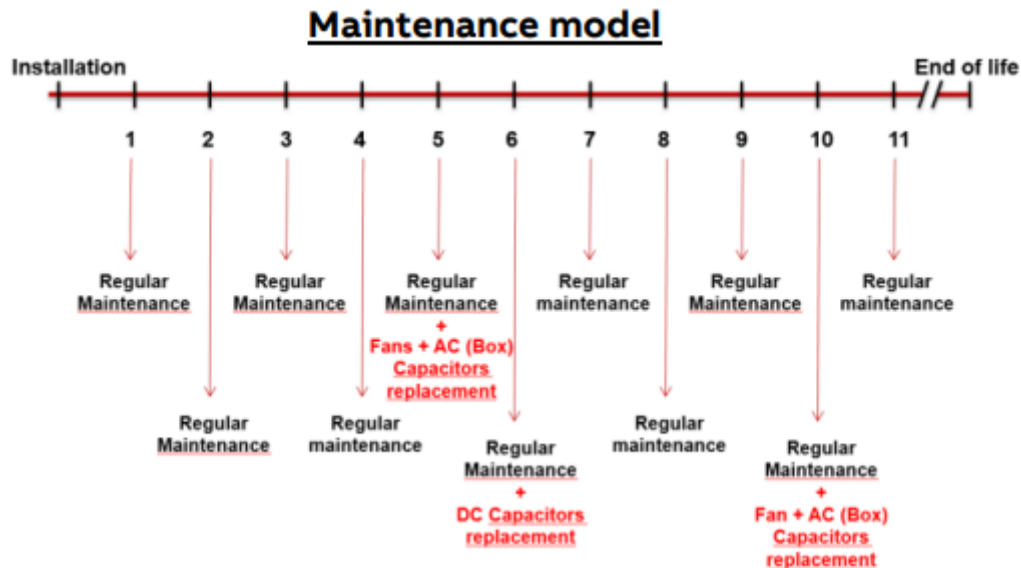 Maintenance model
Installation
End of life
1 2 3 4 5 6 7 8 9 10 11
Regular
Maintenance
Regular
Maintenance
Regular
Maintenance
Regular
maintenance
Regular
Maintenance
+
Fans + AC (Box)
Capacitors
replacement
Regular
Maintenance
+
DC Capacitors
replacement
Regular
maintenance
Regular
maintenance
Regular
Maintenance
Regular
Maintenance
+
Fan + AC (Box)
Capacitors
replacement
Regular
maintenance